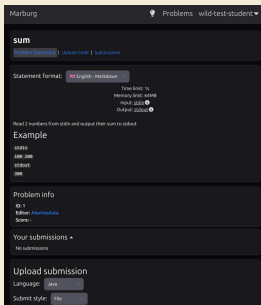 Marburg
Problems wild-test-student
sum
Problem Statement | Upload Code | Submissions
Statement format: English - Markdown
Time limit: 1s
Memory limit: 64MB
Input: stdin
Output: stdout
Read 2 numbers from stdin and output their sum to stdout
Example
stdin
100 200
stdout
300
Problem info
ID: 1
Editor: AlexVasiluta
Score: -
Your submissions
No submissions
Upload submission
Language: Java
Submit style: File